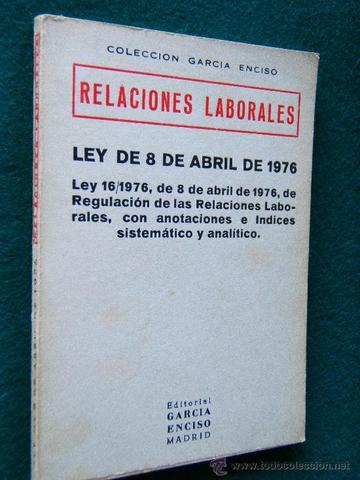 COLECCION GARCIA ENCISO
RELACIONES LABORALES
LEY DE 8 DE ABRIL DE 1976
Ley 16/1976, de 8 de abril de 1976, de
Regulación de las Relaciones Labo-
rales, con anotaciones e Indices
sistemático y analítico.
Editorial
GARCIA
ENCISO
MADRID
© www.todocoleccion.net